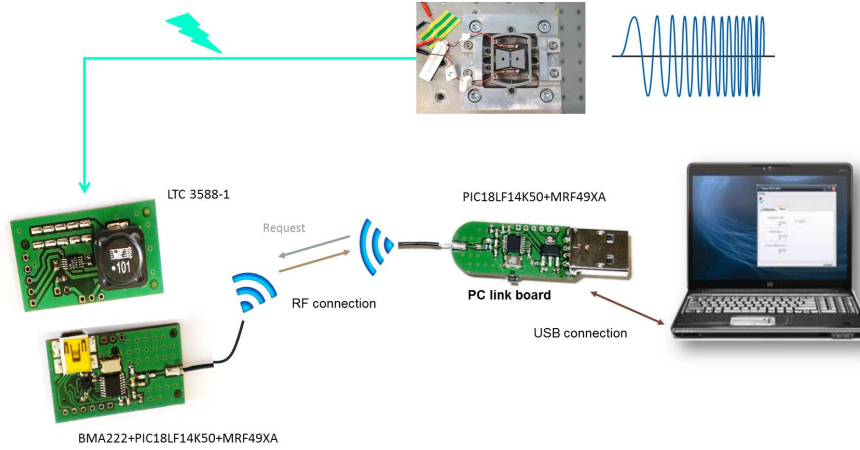 LTC 3588-1
PIC18LF14K50+MRF49XA
Request
101
RF connection
PC link board
USB connection
BMA222+PIC18LF14K50+MRF49XA